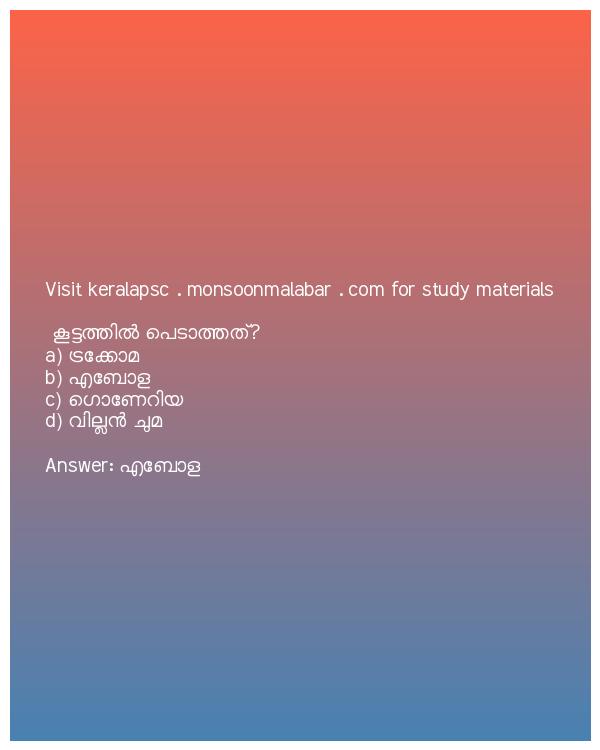 Visit keralapsc . monsoonmalabar . com for study materials
കൂട്ടത്തിൽ പെടാത്തത്?
a) ട്രക്കോമ
b) എബോള
c) ഗൊണേറിയ
d) വില്ലൻ ചുമ
Answer: എബോള